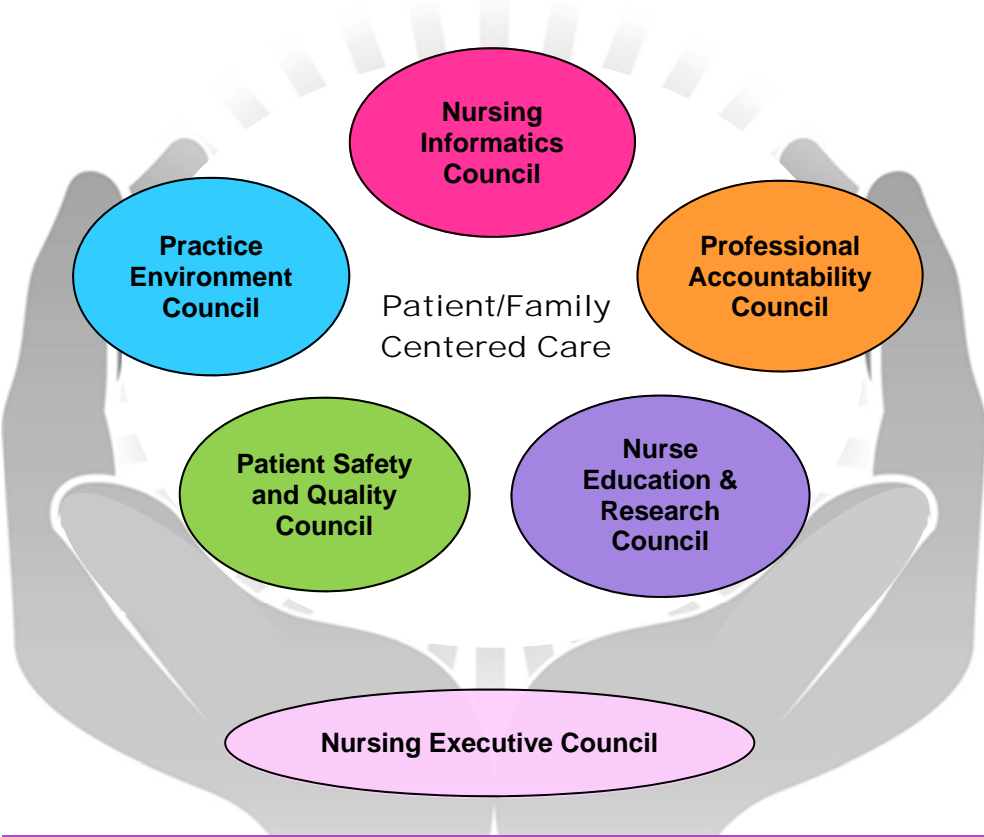 Nursing
Informatics
Council
Practice
Environment
Council
Professional
Accountability
Council
Patient/Family
Centered Care
Patient Safety
and Quality
Council
Nurse
Education &
Research
Council
Nursing Executive Council